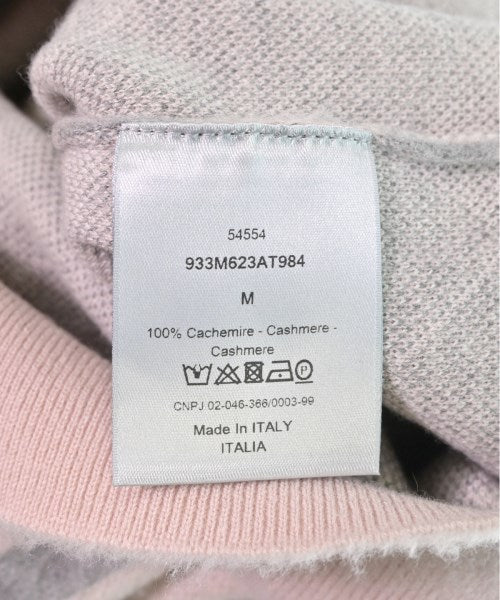 54554
933M623AT984
M
100% Cachemire - Cashmere -
Cashmere
P
CNPJ 02-046-366/0003-99
Made In ITALY
ITALIA